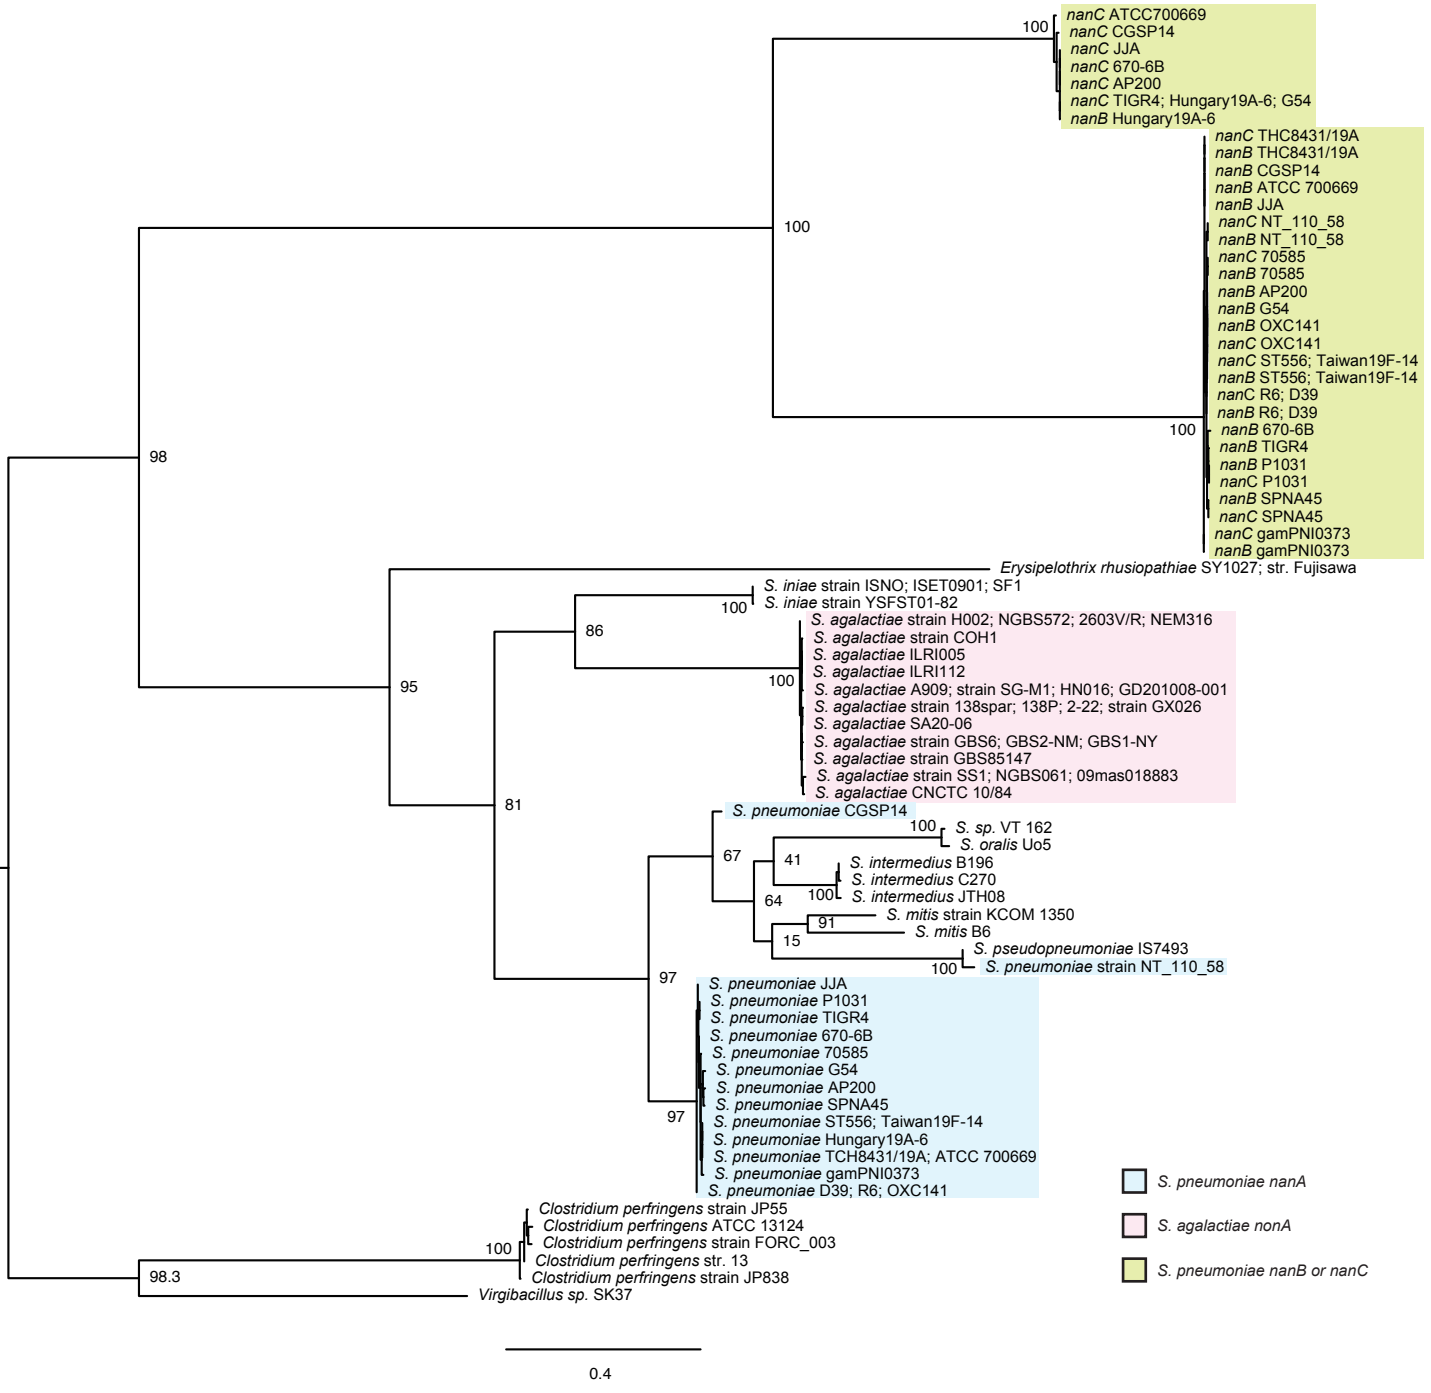 nanC ATCC700669
100
nanC CGSP14
nanC JJA
nanC 670-6B
nanC AP200
nanC TIGR4; Hungary19A-6; G54
nanB Hungary19A-6
nanC THC8431/19A
nanB THC8431/19A
nanB CGSP14
nanB ATCC 700669
nanB JJA
nanC NT_110_58
100
nanB NT_110_58
nanC 70585
nanB 70585
nanB AP200
nanB G54
nanB OXC141
nanC OXC141
nanC ST556; Taiwan19F-14
nanB ST556; Taiwan19F-14
nanC R6; D39
nanB R6; D39
100
nanB 670-6B
nanB TIGR4
98
nanB P1031
nanC P1031
nanB SPNA45
nanC SPNA45
nanC gamPNI0373
nanB gamPNI0373
Erysipelothrix rhusiopathiae SY1027; str. Fujisawa
S. iniae strain ISNO; ISET0901; SF1
100
S. iniae strain YSFST01-82
S. agalactiae strain H002; NGBS572; 2603V/R; NEM316
86
S. agalactiae strain COH1
S. agalactiae ILRI005
S. agalactiae ILRI112
100
95
S. agalactiae A909; strain SG-M1; HN016; GD201008-001
S. agalactiae strain 138spar; 138P; 2-22; strain GX026
S. agalactiae SA20-06
S. agalactiae strain GBS6; GBS2-NM; GBS1-NY
S. agalactiae strain GBS85147
S. agalactiae strain SS1; NGBS061; 09mas018883
S. agalactiae CNCTC 10/84
81
S. pneumoniae CGSP14
100
S. sp. VT 162
S. oralis Uo5
67
41
S. intermedius B196
S. intermedius C270
100
S. intermedius JTH08
64
S. mitis strain KCOM 1350
91
S. mitis B6
15
S. pseudopneumoniae IS7493
100
S. pneumoniae strain NT_110_58
97
S. pneumoniae JJA
S. pneumoniae P1031
S. pneumoniae TIGR4
S. pneumoniae 670-6B
S. pneumoniae 70585
S. pneumoniae G54
S. pneumoniae AP200
S. pneumoniae SPNA45
97
S. pneumoniae ST556; Taiwan19F-14
S. pneumoniae Hungary19A-6
S. pneumoniae TCH8431/19A; ATCC 700669
S. pneumoniae gamPNI0373
S. pneumoniae D39; R6; OXC141
S. pneumoniae nanA
S. agalactiae nonA
S. pneumoniae nanB or nanC
Clostridium perfringens strain JP55
Clostridium perfringens ATCC 13124
Clostridium perfringens strain FORC_003
100
Clostridium perfringens str. 13
98.3
Clostridium perfringens strain JP838
Virgibacillus sp. SK37
0.4